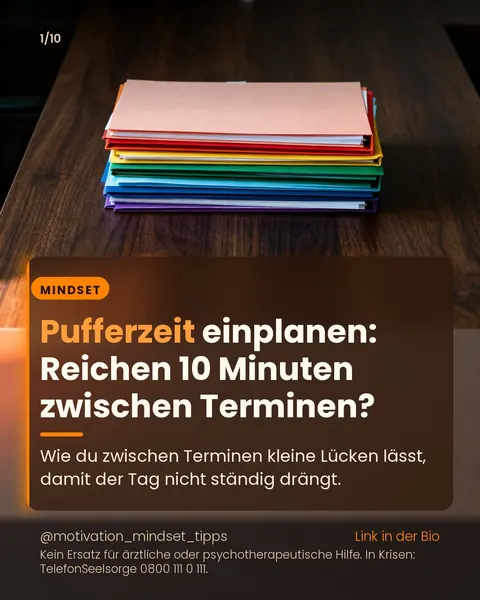 1/10
MINDSET
Pufferzeit einplanen:
Reichen 10 Minuten
zwischen Terminen?
Wie du zwischen Terminen kleine Lücken lässt,
damit der Tag nicht ständig drängt.
@motivation_mindset_tipps
Link in der Bio
Kein Ersatz für ärztliche oder psychotherapeutische Hilfe. In Krisen:
TelefonSeelsorge 0800 111 0 111.